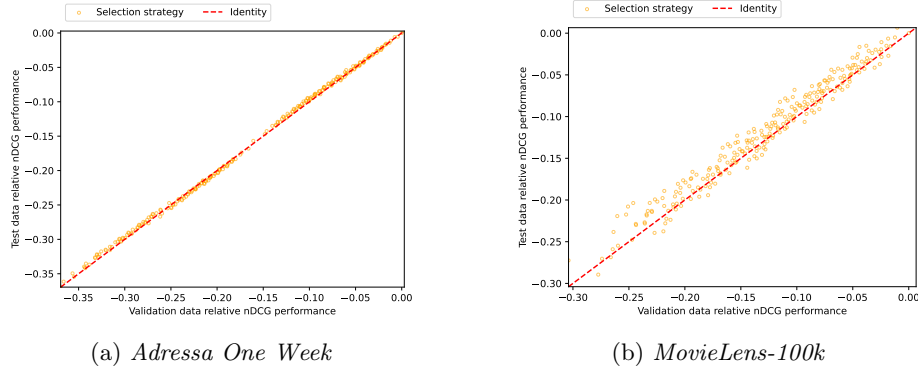 Selection strategy Identity
0.00
−0.05
−0.10
−0.15
−0.20
−0.25
−0.30
−0.35
Test data relative nDCG performance
−0.35 −0.30 −0.25 −0.20 −0.15 −0.10 −0.05 0.00
Validation data relative nDCG performance
(a) Adressa One Week
Selection strategy Identity
0.00
−0.05
−0.10
−0.15
−0.20
−0.25
−0.30
Test data relative nDCG performance
−0.30 −0.25 −0.20 −0.15 −0.10 −0.05 0.00
Validation data relative nDCG performance
(b) MovieLens-100k